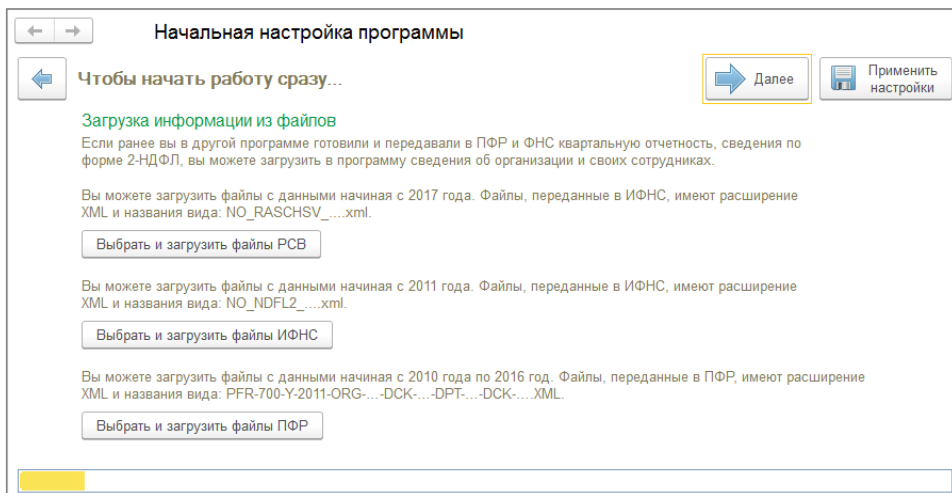 Начальная настройка программы
Чтобы начать работу сразу...
Далее
Применить
настройки
Загрузка информации из файлов
Если ранее вы в другой программе готовили и передавали в ПФР и ФНС квартальную отчетность, сведения по
форме 2-НДФЛ, вы можете загрузить в программу сведения об организации и своих сотрудниках.
Вы можете загрузить файлы с данными начиная с 2017 года. Файлы, переданные в ИФНС, имеют расширение
XML и названия вида: NO_RASCHSV_....xml.
Выбрать и загрузить файлы РСВ
Вы можете загрузить файлы с данными начиная с 2011 года. Файлы, переданные в ИФНС, имеют расширение
XML и названия вида: NO_NDFL2_....xml.
Выбрать и загрузить файлы ИФНС
Вы можете загрузить файлы с данными начиная с 2010 года по 2016 год. Файлы, переданные в ПФР, имеют расширение
XML и названия вида: PFR-700-Y-2011-ORG-...-DCK-...-DPT-...-DCK-....XML.
Выбрать и загрузить файлы ПФР